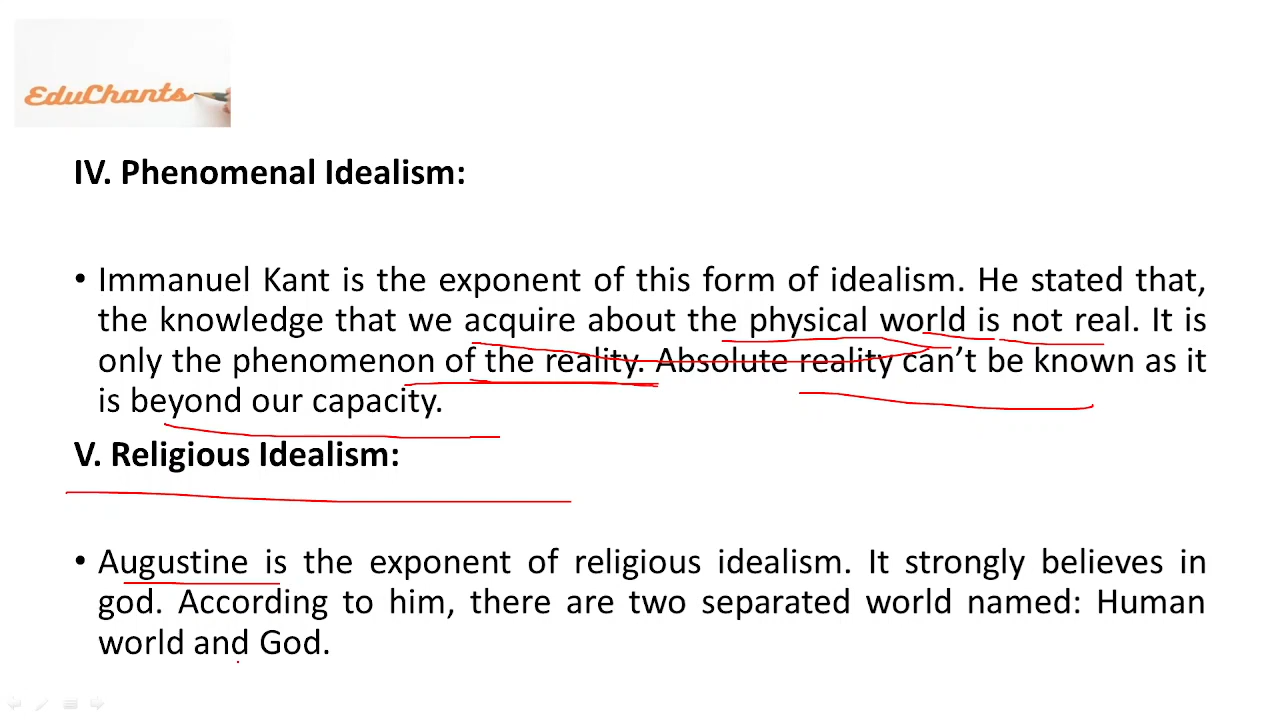 EduChants
IV. Phenomenal Idealism:
• Immanuel Kant is the exponent of this form of idealism. He stated that,
the knowledge that we acquire about the physical world is not real. It is
only the phenomenon of the reality. Absolute reality can’t be known as it
is beyond our capacity.
V. Religious Idealism:
• Augustine is the exponent of religious idealism. It strongly believes in
god. According to him, there are two separated world named: Human
world and God.